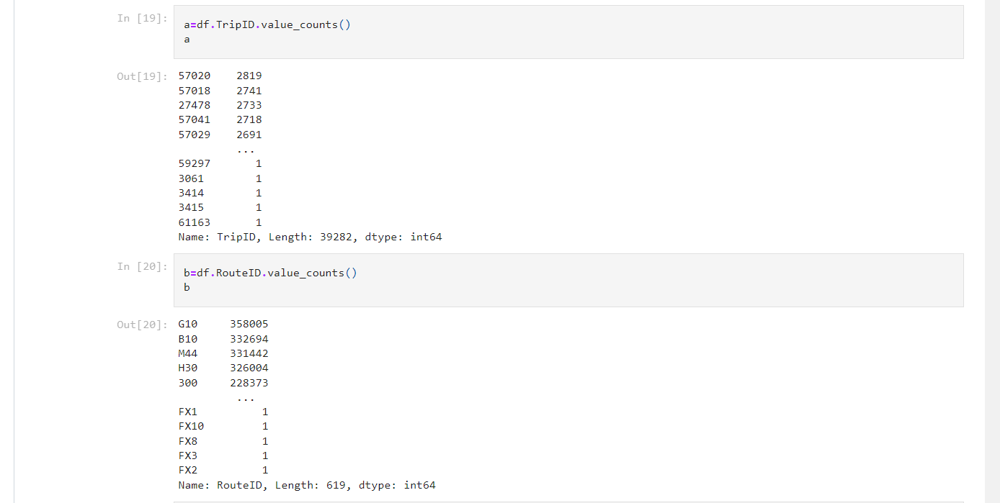 In [19]:
a=df.TripID.value_counts()
a
Out[19]:
57020    2819
57018    2741
27478    2733
57041    2718
57029    2691
         ...
59297       1
3061        1
3414        1
3415        1
61163       1
Name: TripID, Length: 39282, dtype: int64
In [20]:
b=df.RouteID.value_counts()
b
Out[20]:
G10     358005
B10     332694
M44     331442
H30     326004
300     228373
         ...
FX1          1
FX10         1
FX8          1
FX3          1
FX2          1
Name: RouteID, Length: 619, dtype: int64